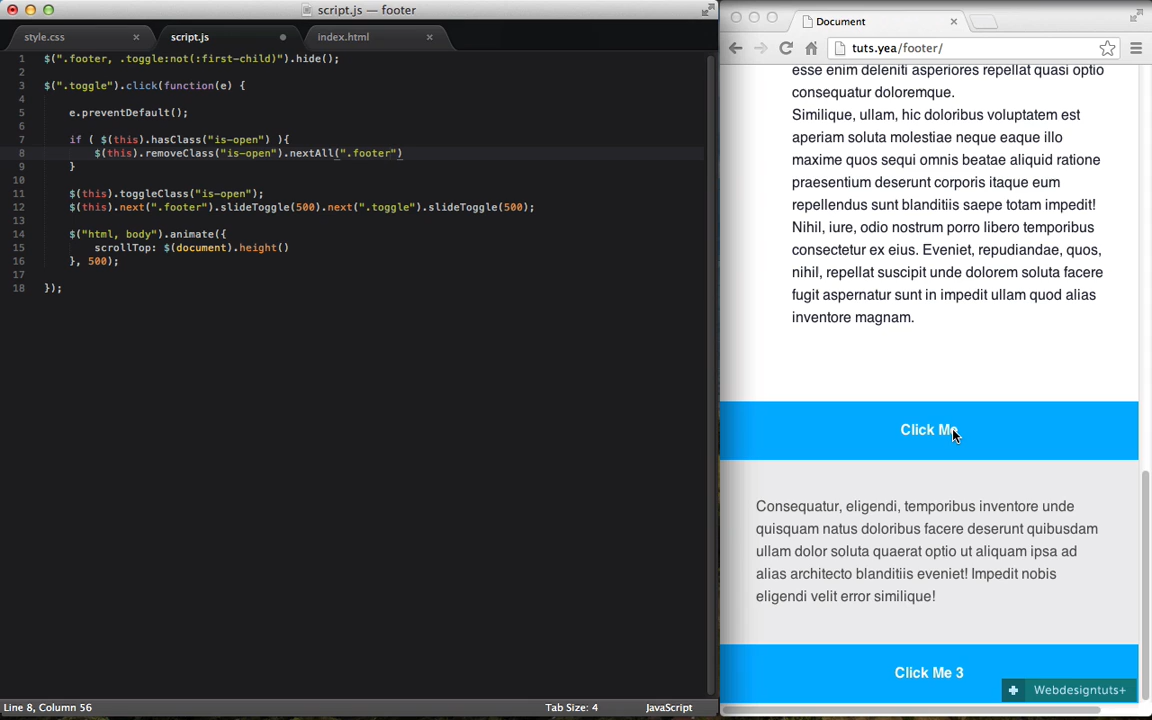 script.js — footer
style.css
script.js
index.html
1 $(".footer, .toggle:not(:first-child)").hide();
2
3 $(".toggle").click(function(e) {
4
5 e.preventDefault();
6
7 if ( $(this).hasClass("is-open") ){
8 $(this).removeClass("is-open").nextAll(".footer")
9 }
10
11 $(this).toggleClass("is-open");
12 $(this).next(".footer").slideToggle(500).next(".toggle").slideToggle(500);
13
14 $("html, body").animate({
15 scrollTop: $(document).height()
16 }, 500);
17
18 });
Line 8, Column 56
Tab Size: 4
JavaScript
Document
tuts.yea/footer/
esse enim deleniti asperiores repellat quasi optio
consequatur doloremque.
Similique, ullam, hic doloribus voluptatem est
aperiam soluta molestiae neque eaque illo
maxime quos sequi omnis beatae aliquid ratione
praesentium deserunt corporis itaque eum
repellendus sunt blanditiis saepe totam impedit!
Nihil, iure, odio nostrum porro libero temporibus
consectetur ex eius. Eveniet, repudiandae, quos,
nihil, repellat suscipit unde dolorem soluta facere
fugit aspernatur sunt in impedit ullam quod alias
inventore magnam.
Click Me
Consequatur, eligendi, temporibus inventore unde
quisquam natus doloribus facere deserunt quibusdam
ullam dolor soluta quaerat optio ut aliquam ipsa ad
alias architecto blanditiis eveniet! Impedit nobis
eligendi velit error similique!
Click Me 3
Webdesigntuts+